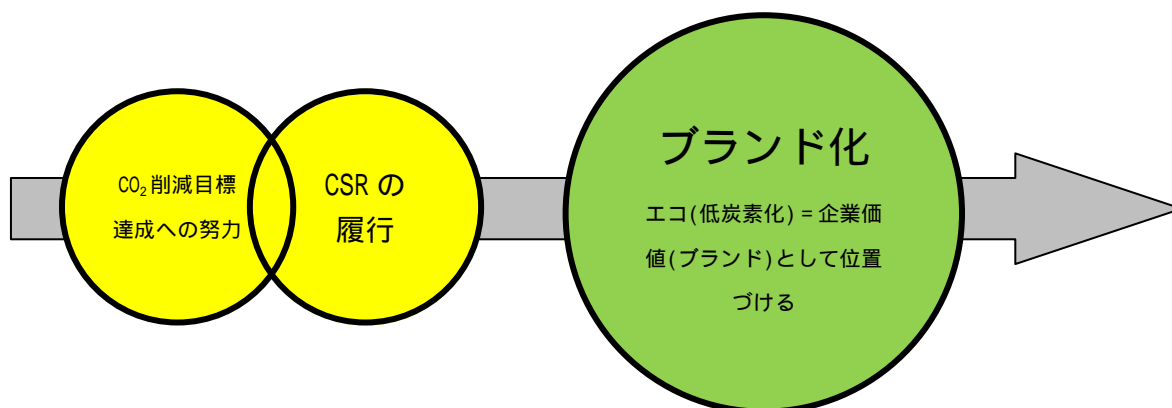 CO₂削減目標
達成への努力
CSR の
履行
ブランド化
エコ(低炭素化)=企業価
値(ブランド)として位置
づける